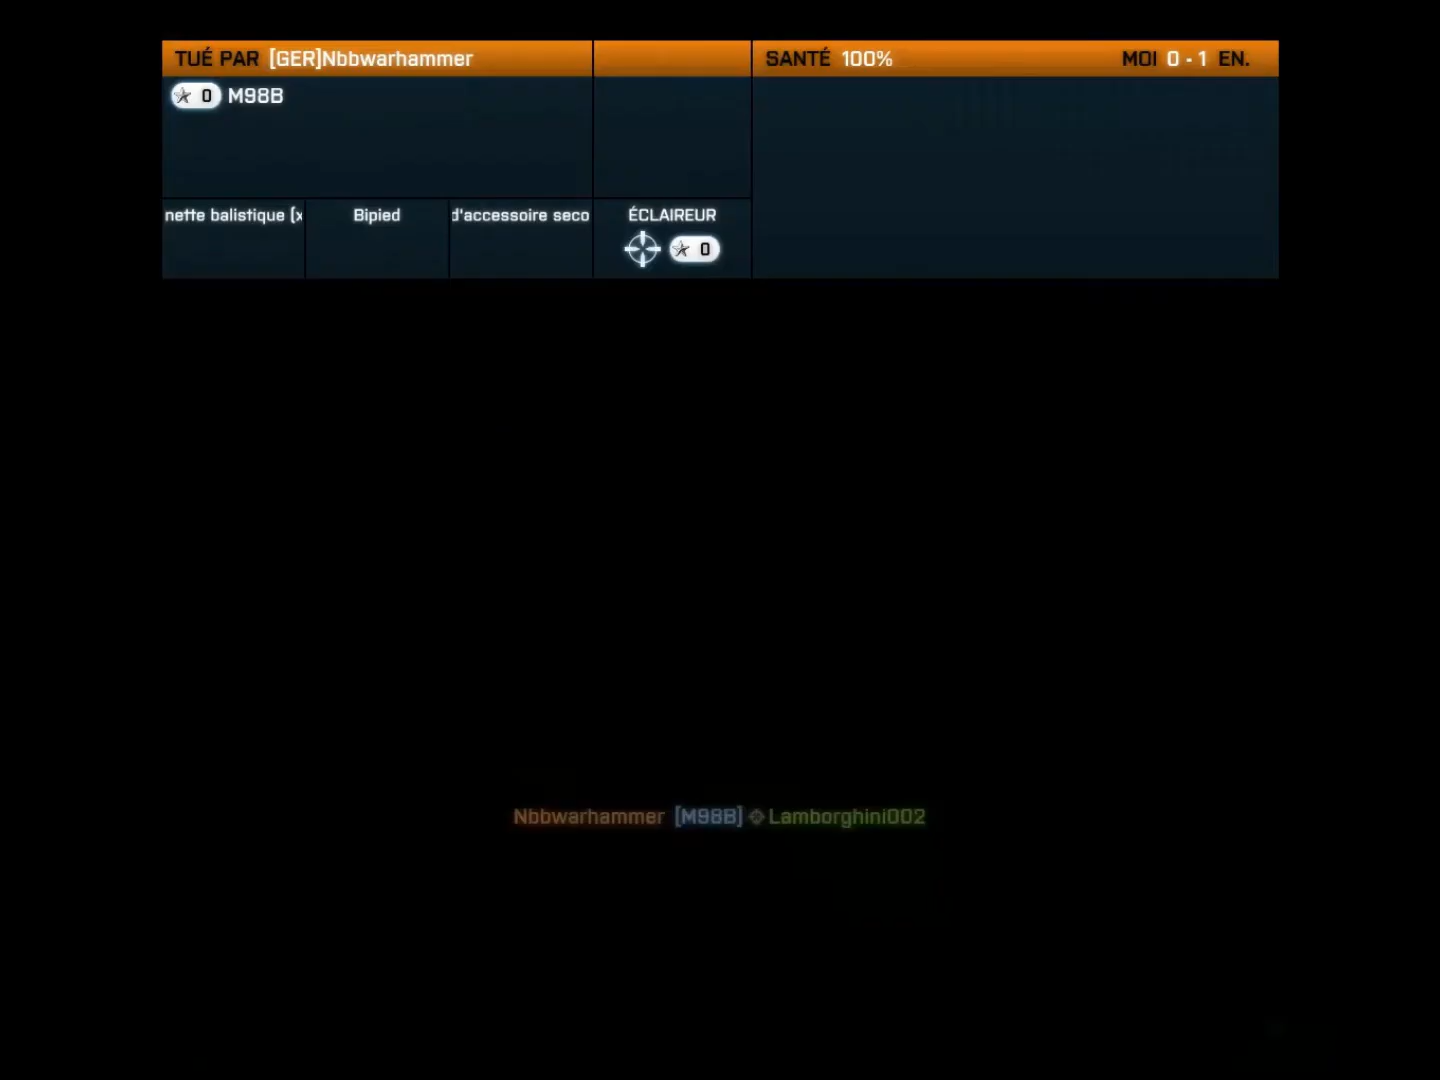 TUÉ PAR [GER]Nbbwarhammer
SANTÉ 100% MOI 0 - 1 EN.
0 M98B
nette balistique (x
Bipied
d'accessoire seco
ÉCLAIREUR
0
Nbbwarhammer [M98B] Lamborghini002